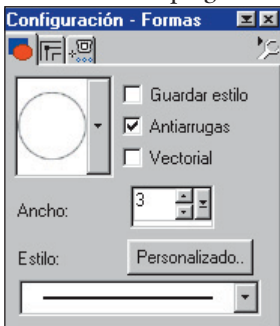 Configuración - Formas
Guardar estilo
Antiarrugas
Vectorial
Ancho:
3
Estilo:
Personalizado..